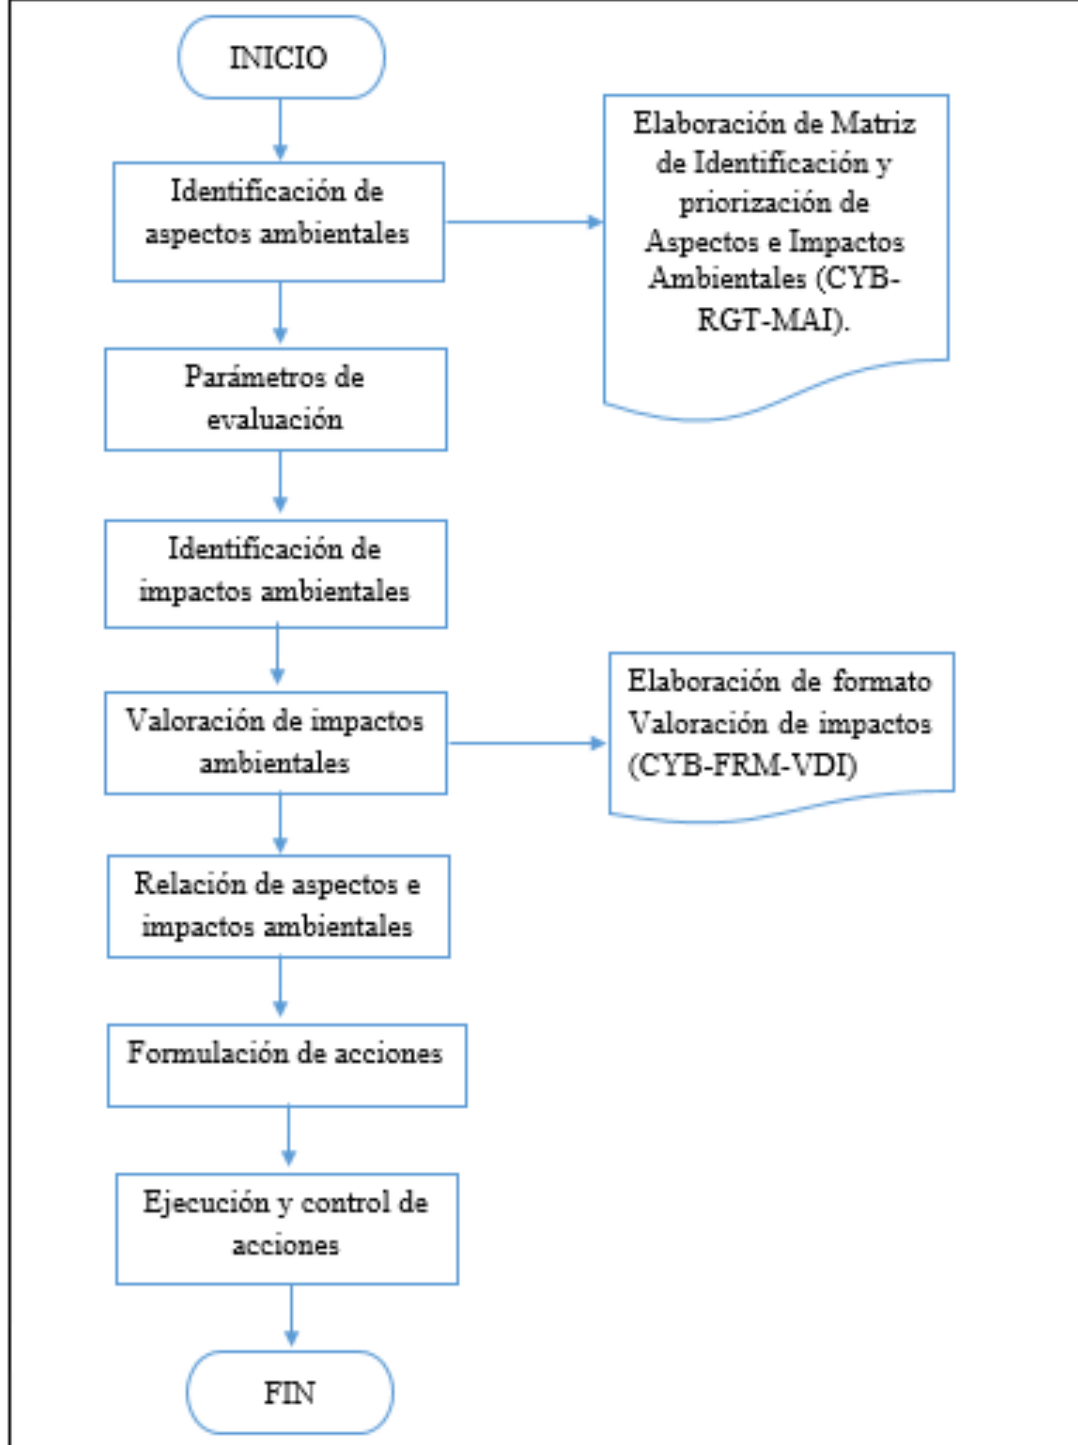 INICIO
Identificación de
aspectos ambientales
Elaboración de Matriz
de Identificación y
priorización de
Aspectos e Impactos
Ambientales (CYB-
RGT-MAI).
Parámetros de
evaluación
Identificación de
impactos ambientales
Valoración de impactos
ambientales
Elaboración de formato
Valoración de impactos
(CYB-FRM-VDI)
Relación de aspectos e
impactos ambientales
Formulación de acciones
Ejecución y control de
acciones
FIN